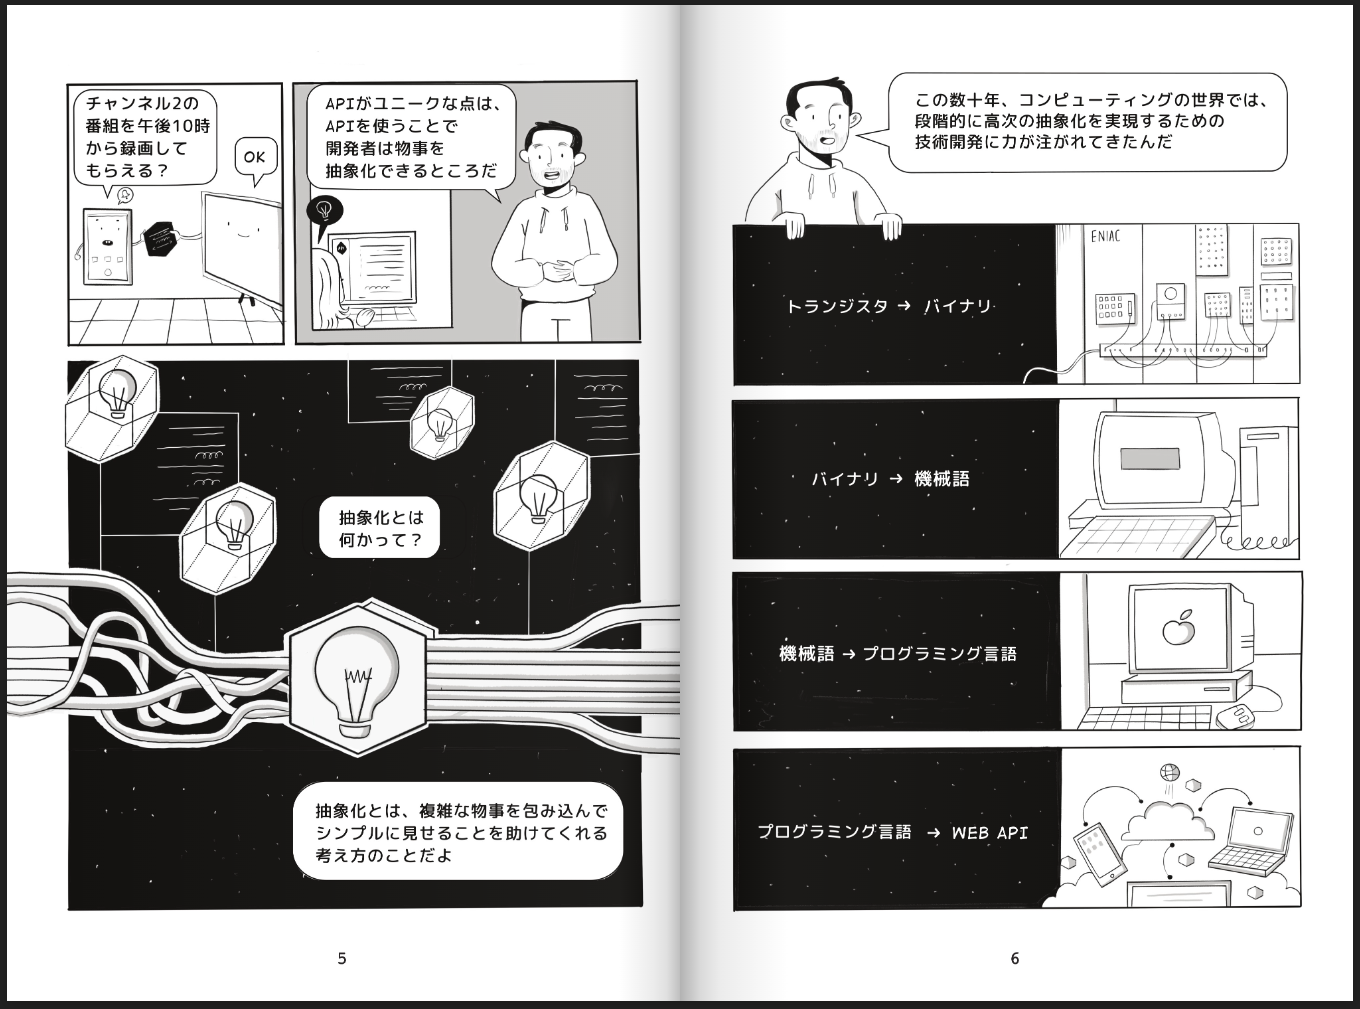 チャンネル2の
番組を午後10時
から録画して
もらえる？
OK
APIがユニークな点は、
APIを使うことで
開発者は物事を
抽象化できるところだ
API
抽象化とは
何かって？
抽象化とは、複雑な物事を包み込んで
シンプルに見せることを助けてくれる
考え方のことだよ
5
この数十年、コンピューティングの世界では、
段階的に高次の抽象化を実現するための
技術開発に力が注がれてきたんだ
ENIAC
トランジスタ → バイナリ
バイナリ → 機械語
機械語 → プログラミング言語
プログラミング言語 → WEB API
6